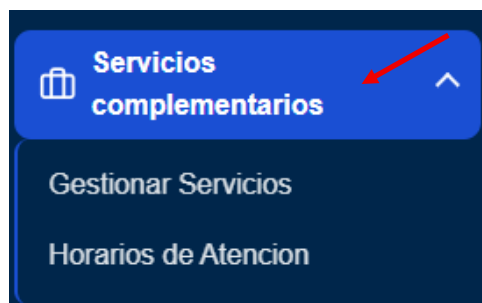 Servicios
complementarios
Gestionar Servicios
Horarios de Atencion